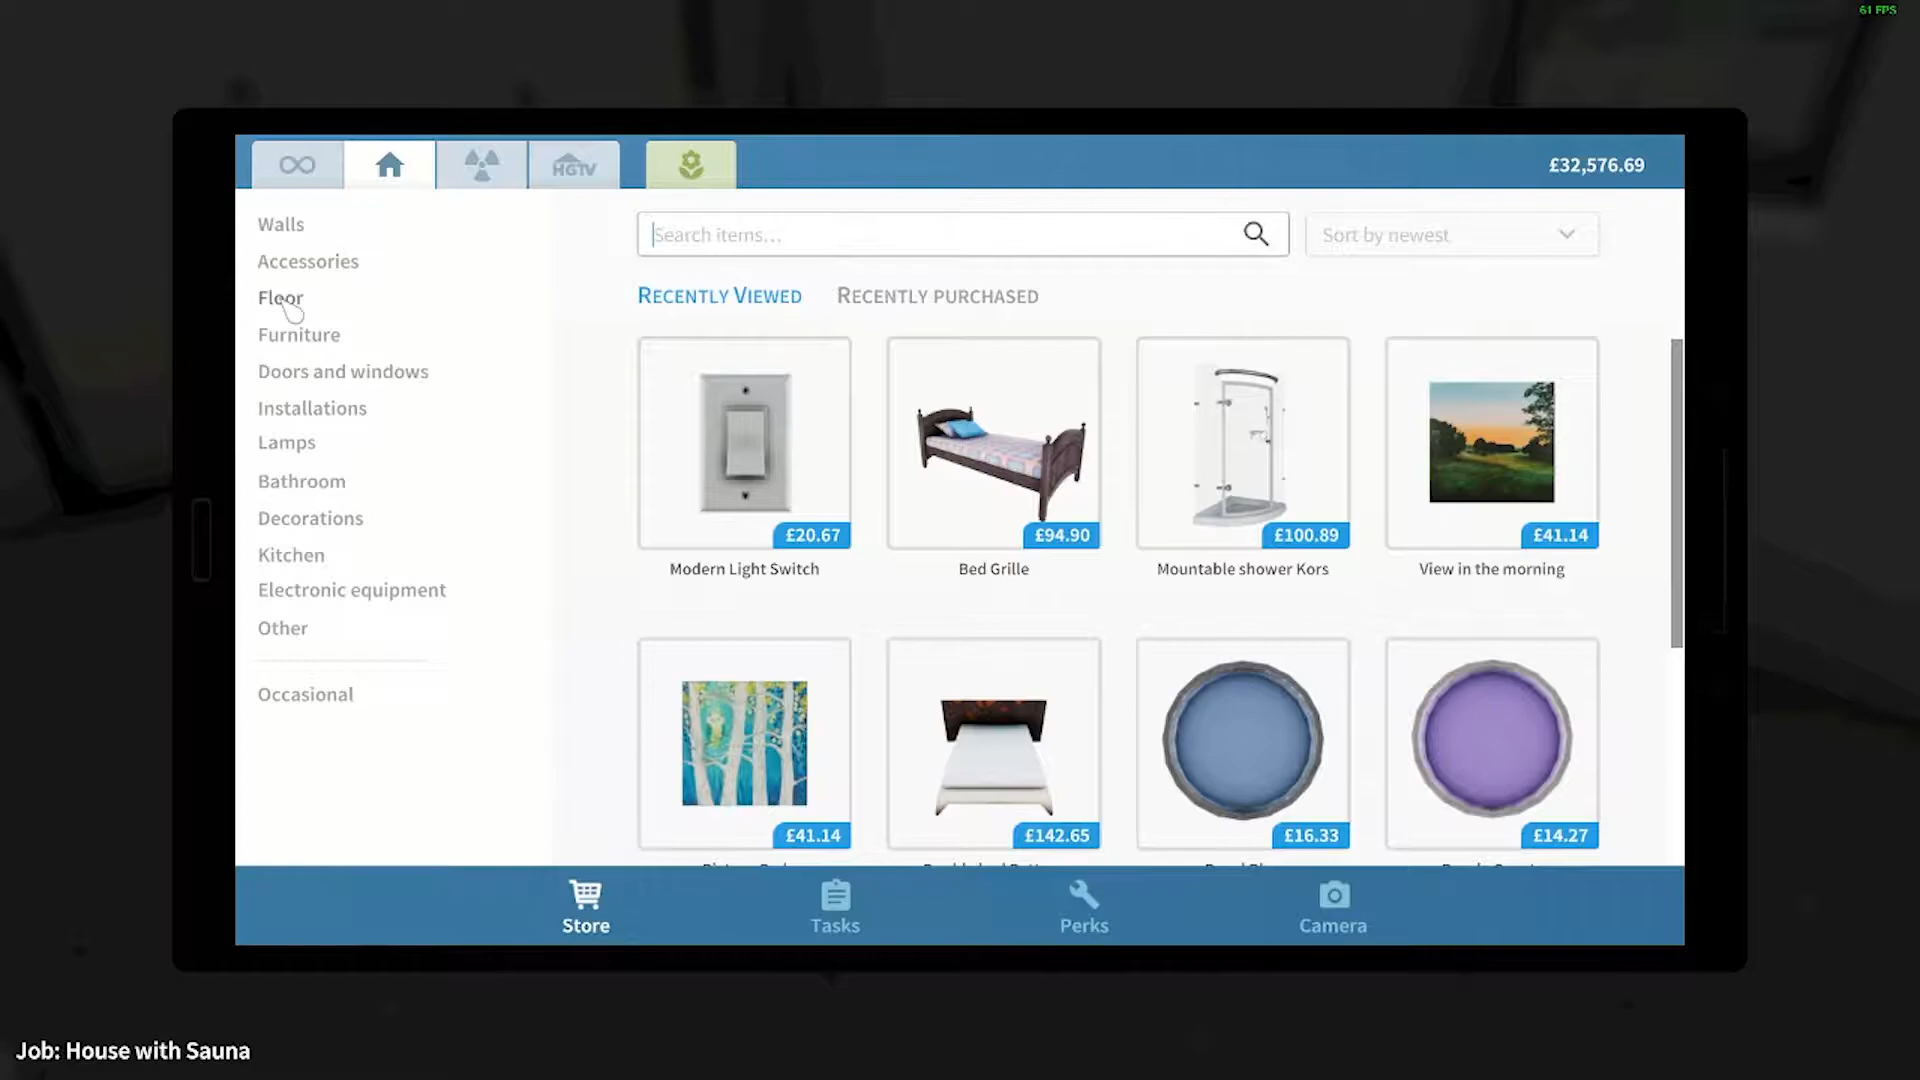 61 FPS
HGTV
£32,576.69
Walls
Accessories
Floor
Furniture
Doors and windows
Installations
Lamps
Bathroom
Decorations
Kitchen
Electronic equipment
Other
Occasional
Search items...
Sort by newest
RECENTLY VIEWED
RECENTLY PURCHASED
£20.67
£94.90
£100.89
£41.14
Modern Light Switch
Bed Grille
Mountable shower Kors
View in the morning
£41.14
£142.65
£16.33
£14.27
Store
Tasks
Perks
Camera
Job: House with Sauna